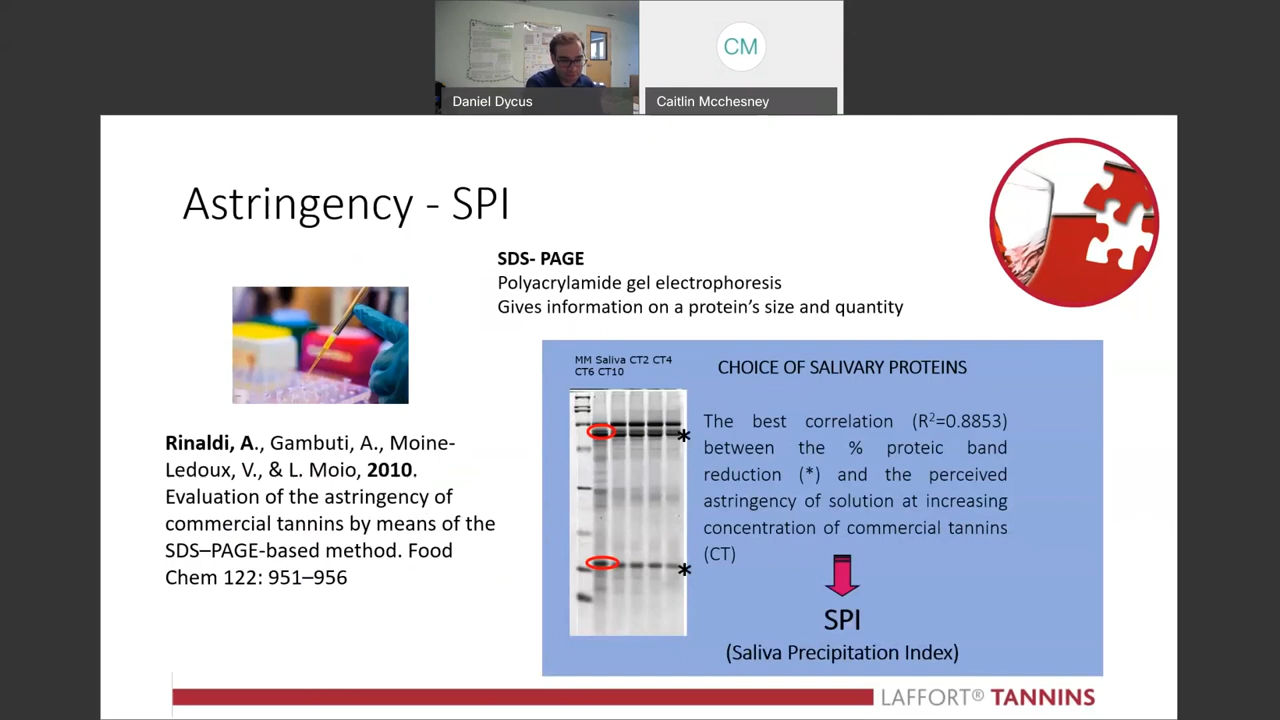 CM
Daniel Dycus
Caitlin Mcchesney
Astringency - SPI
SDS- PAGE
Polyacrylamide gel electrophoresis
Gives information on a protein's size and quantity
Rinaldi, A., Gambuti, A., Moine-
Ledoux, V., & L. Moio, 2010.
Evaluation of the astringency of
commercial tannins by means of the
SDS–PAGE-based method. Food
Chem 122: 951–956
MM Saliva CT2 CT4
CT6 CT10
*
*
CHOICE OF SALIVARY PROTEINS
The best correlation (R²=0.8853)
between the % proteic band
reduction (*) and the perceived
astringency of solution at increasing
concentration of commercial tannins
(CT)
SPI
(Saliva Precipitation Index)
LAFFORT® TANNINS